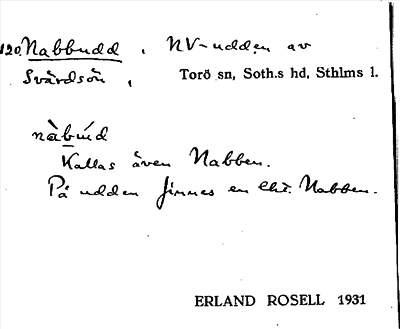 120. Nabbudd, NV-udden av
Svärdsön, Torö sn, Soth.s hd, Sthlms l.
nàbúd
Kallas även Nabben.
På udden finnes en lht. Nabben.
ERLAND ROSELL 1931